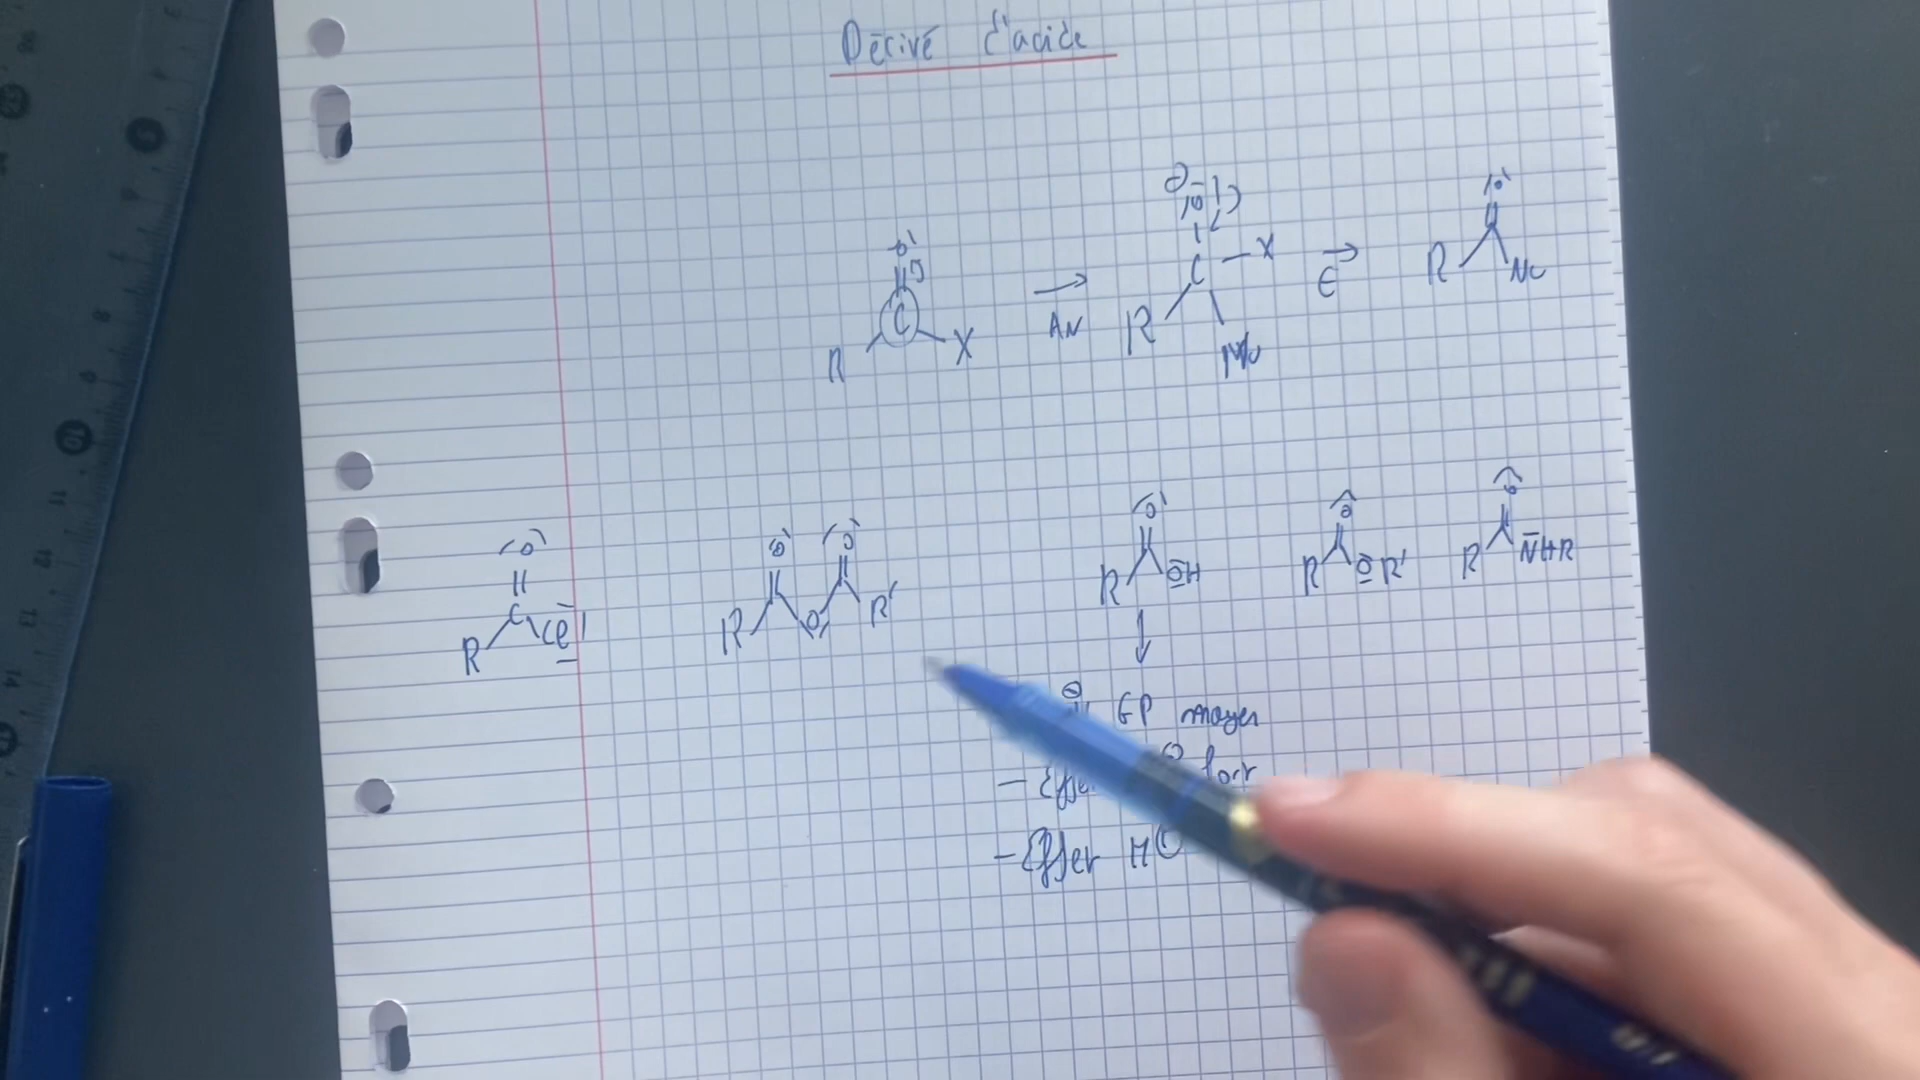 Dérivé d'acide
|O| C R X
→ AN
⊖ |O| C X R Nu
→ E
|O| R Nu
|O| C R Cl
|O| |O| R O R'
|O| R OH
|O| R O R'
|O| R NHR
⊖ GP moyen
- Effet fort
- Effet M